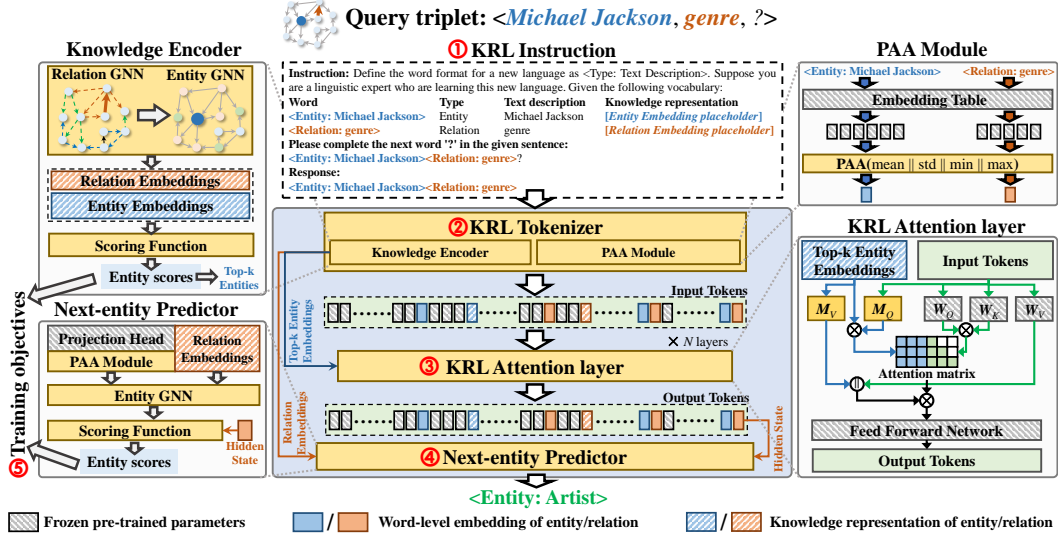 Query triplet: <Michael Jackson, genre, ?>
Knowledge Encoder
Relation GNN
Entity GNN
Relation Embeddings
Entity Embeddings
Scoring Function
Entity scores
Top-k
Entities
① KRL Instruction
Instruction: Define the word format for a new language as <Type: Text Description>. Suppose you
are a linguistic expert who are learning this new language. Given the following vocabulary:
Word Type Text description Knowledge representation
<Entity: Michael Jackson> Entity Michael Jackson [Entity Embedding placeholder]
<Relation: genre> Relation genre [Relation Embedding placeholder]
Please complete the next word '?' in the given sentence:
<Entity: Michael Jackson><Relation: genre>?
Response:
<Entity: Michael Jackson><Relation: genre>
PAA Module
<Entity: Michael Jackson> <Relation: genre>
Embedding Table
PAA(mean || std || min || max)
② KRL Tokenizer
Knowledge Encoder
PAA Module
Input Tokens
Top-k Entity
Embeddings
× N layers
③ KRL Attention layer
Output Tokens
Relation
Embeddings
Hidden State
④ Next-entity Predictor
<Entity: Artist>
Next-entity Predictor
Projection Head
PAA Module
Relation
Embeddings
Entity GNN
Scoring Function
Hidden
State
Entity scores
⑤ Training objectives
KRL Attention layer
Top-k Entity
Embeddings
Input Tokens
M_V M_Q W_Q W_K W_V
Attention matrix
||
Feed Forward Network
Output Tokens
Frozen pre-trained parameters
/ Word-level embedding of entity/relation
/ Knowledge representation of entity/relation